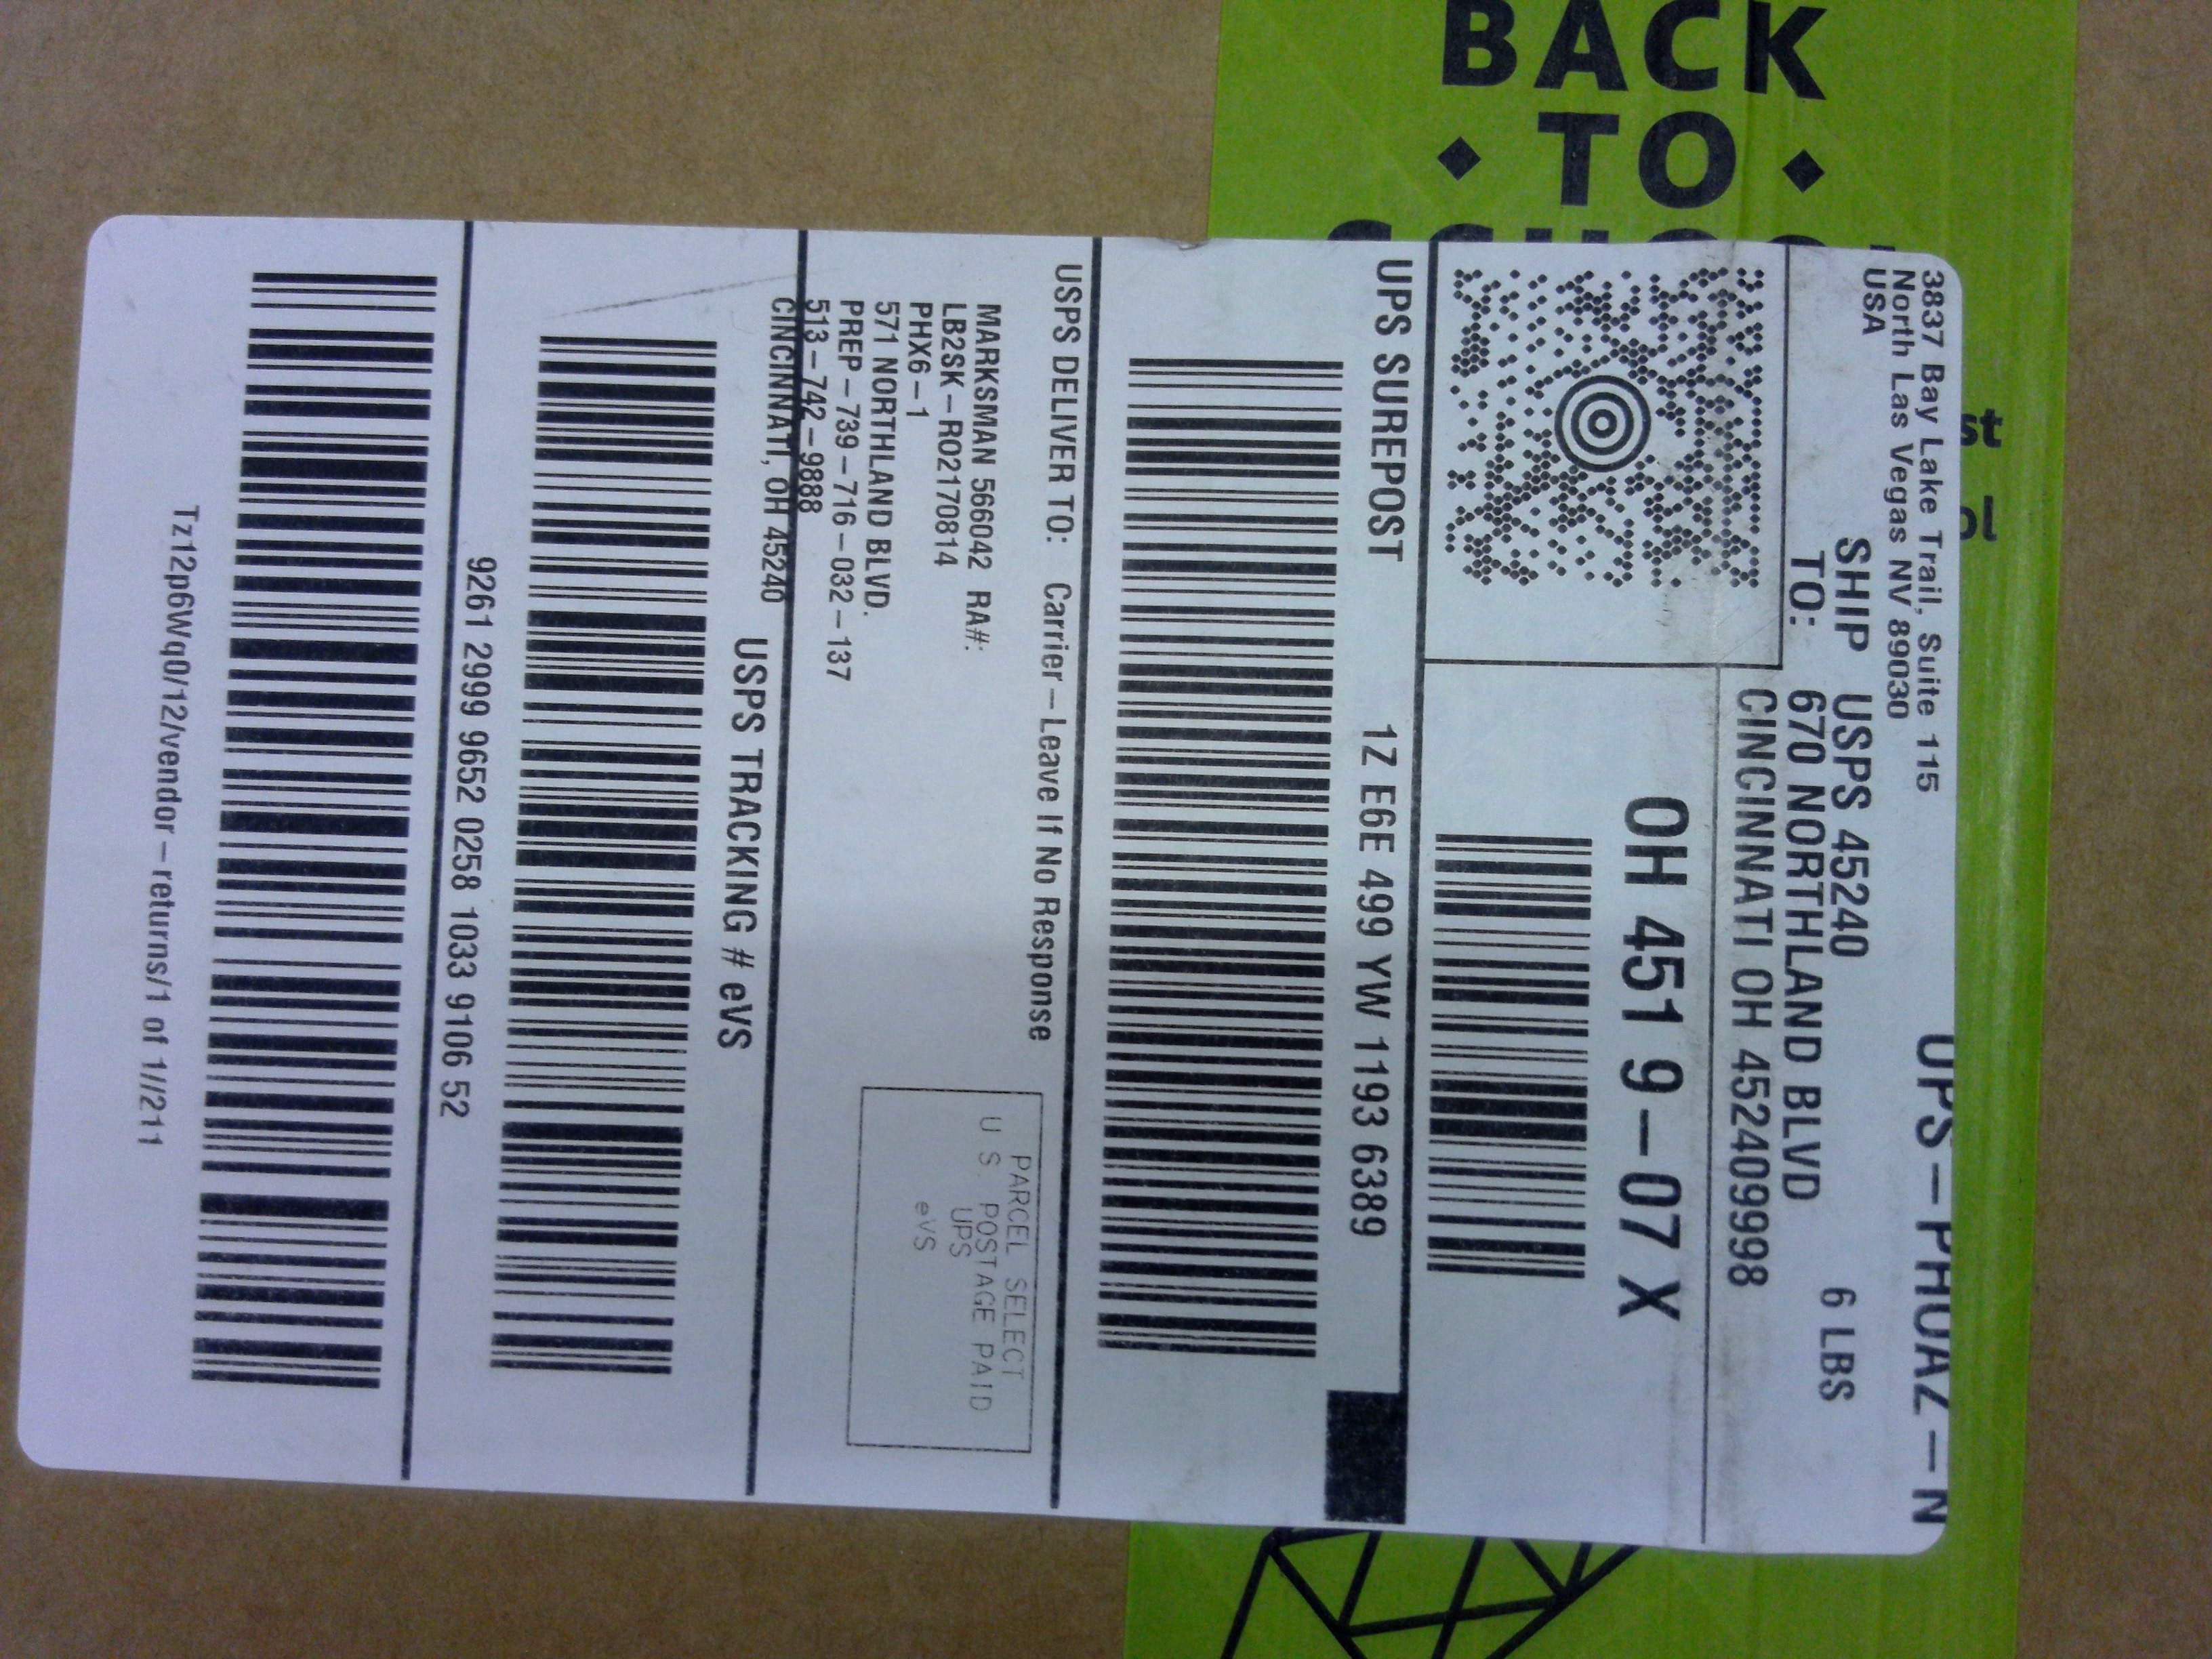 BACK
TO
3837 Bay Lake Trail, Suite 115
North Las Vegas NV 89030
USA
SHIP
TO:
USPS 45240
670 NORTHLAND BLVD
CINCINNATI OH 452409998
6 LBS
OH 451 9-07 X
UPS SUREPOST
1Z E6E 499 YW 1193 6389
USPS DELIVER TO:
Carrier-Leave If No Response
MARKSMAN 566042 RA#:
LB2SK-RO2170814
PHX6-1
571 NORTHLAND BLVD.
PREP-739-716-032-137
513-742-9888
CINCINNATI, OH 45240
PARCEL SELECT
U S POSTAGE PAID
UPS
eVS
USPS TRACKING # eVS
9261 2999 9652 0258 1033 9106 52
Tz12p6Wq0/12/vendor-returns/1 of 1//211